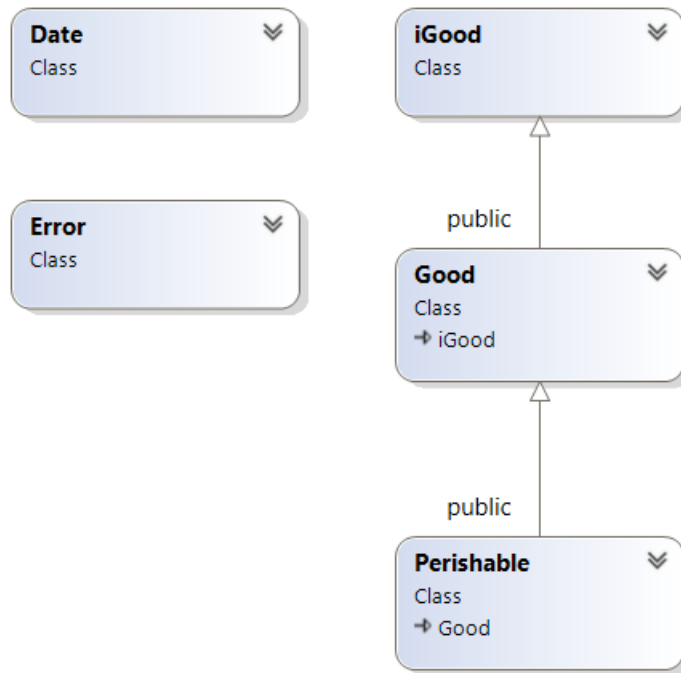 Date
Class
iGood
Class
Error
Class
public
Good
Class
iGood
public
Perishable
Class
Good